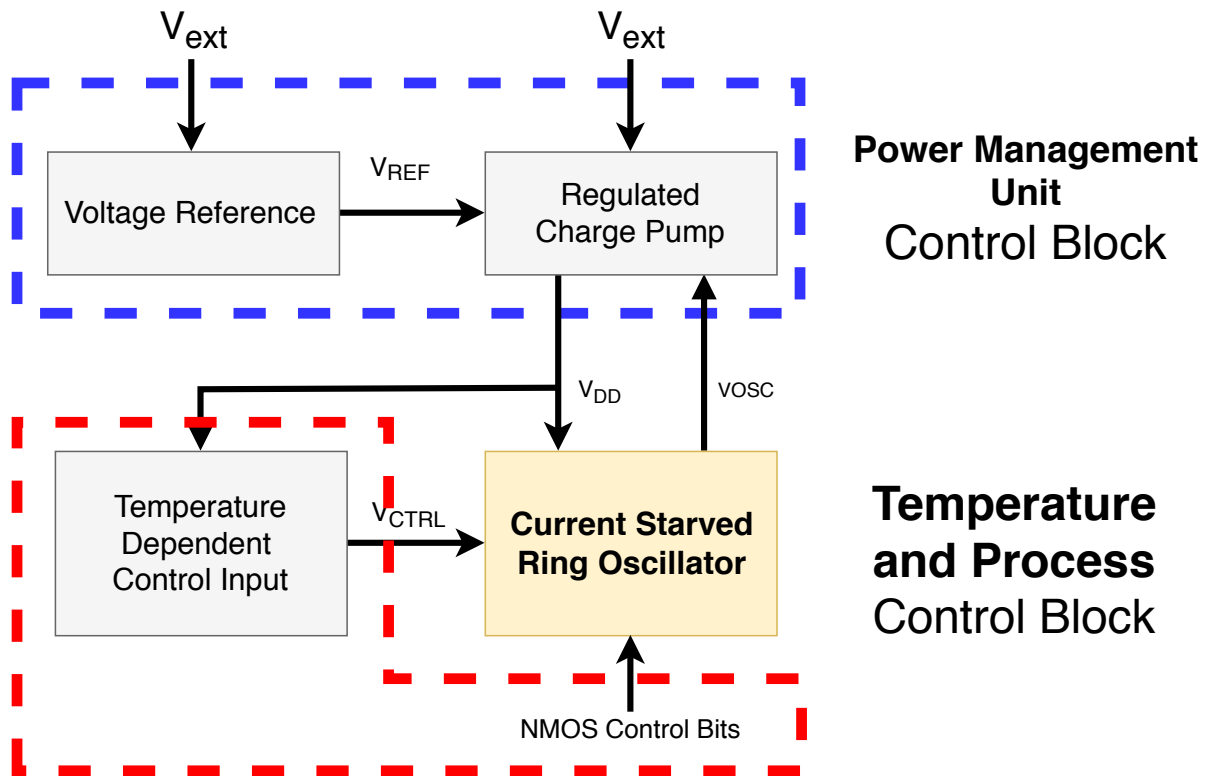 Vext
Vext
Voltage Reference
VREF
Regulated
Charge Pump
Power Management
Unit
Control Block
VDD
VOSC
Temperature
Dependent
Control Input
VCTRL
Current Starved
Ring Oscillator
NMOS Control Bits
Temperature
and Process
Control Block